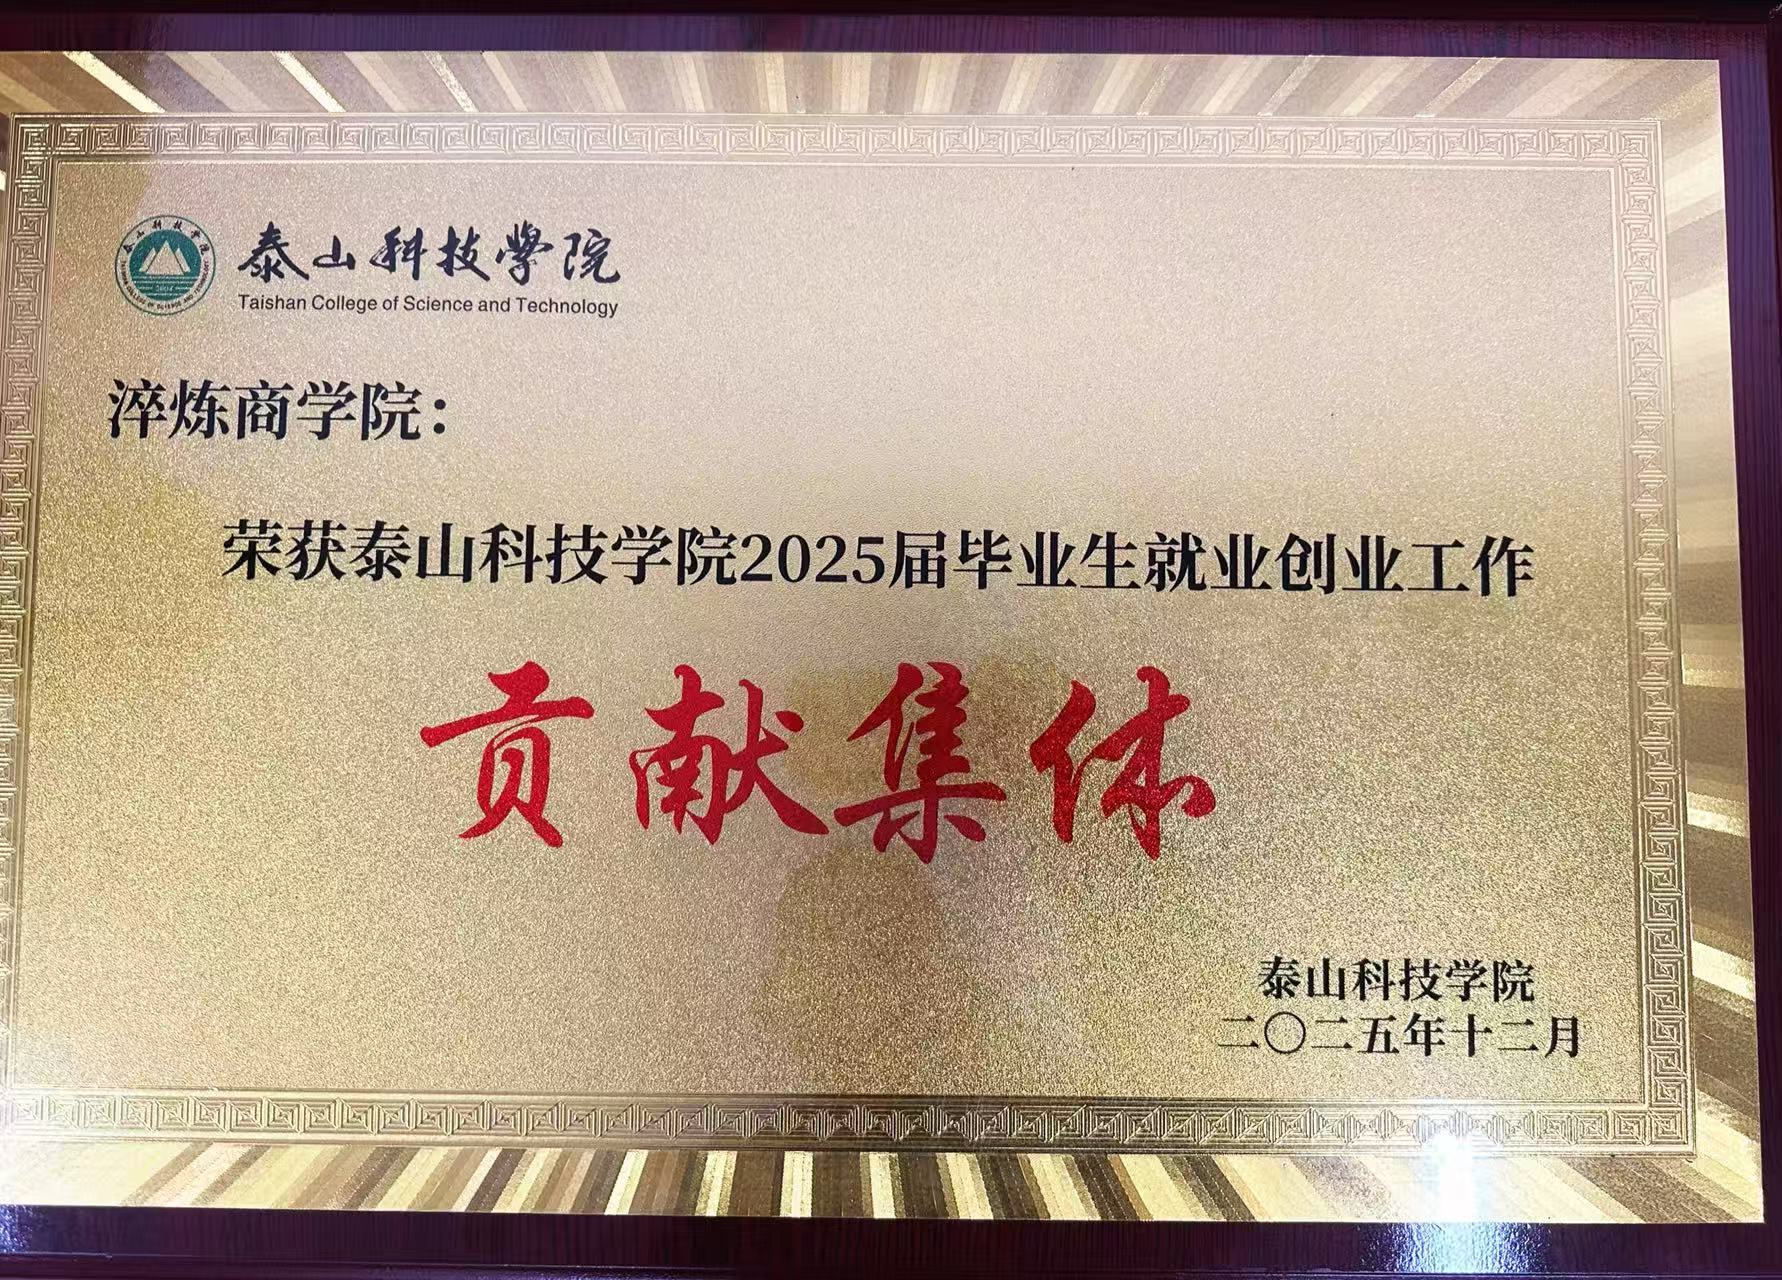 泰山科技學院
Taishan College of Science and Technology
淬炼商学院：
荣获泰山科技学院2025届毕业生就业创业工作
贡献集体
泰山科技学院
二〇二五年十二月